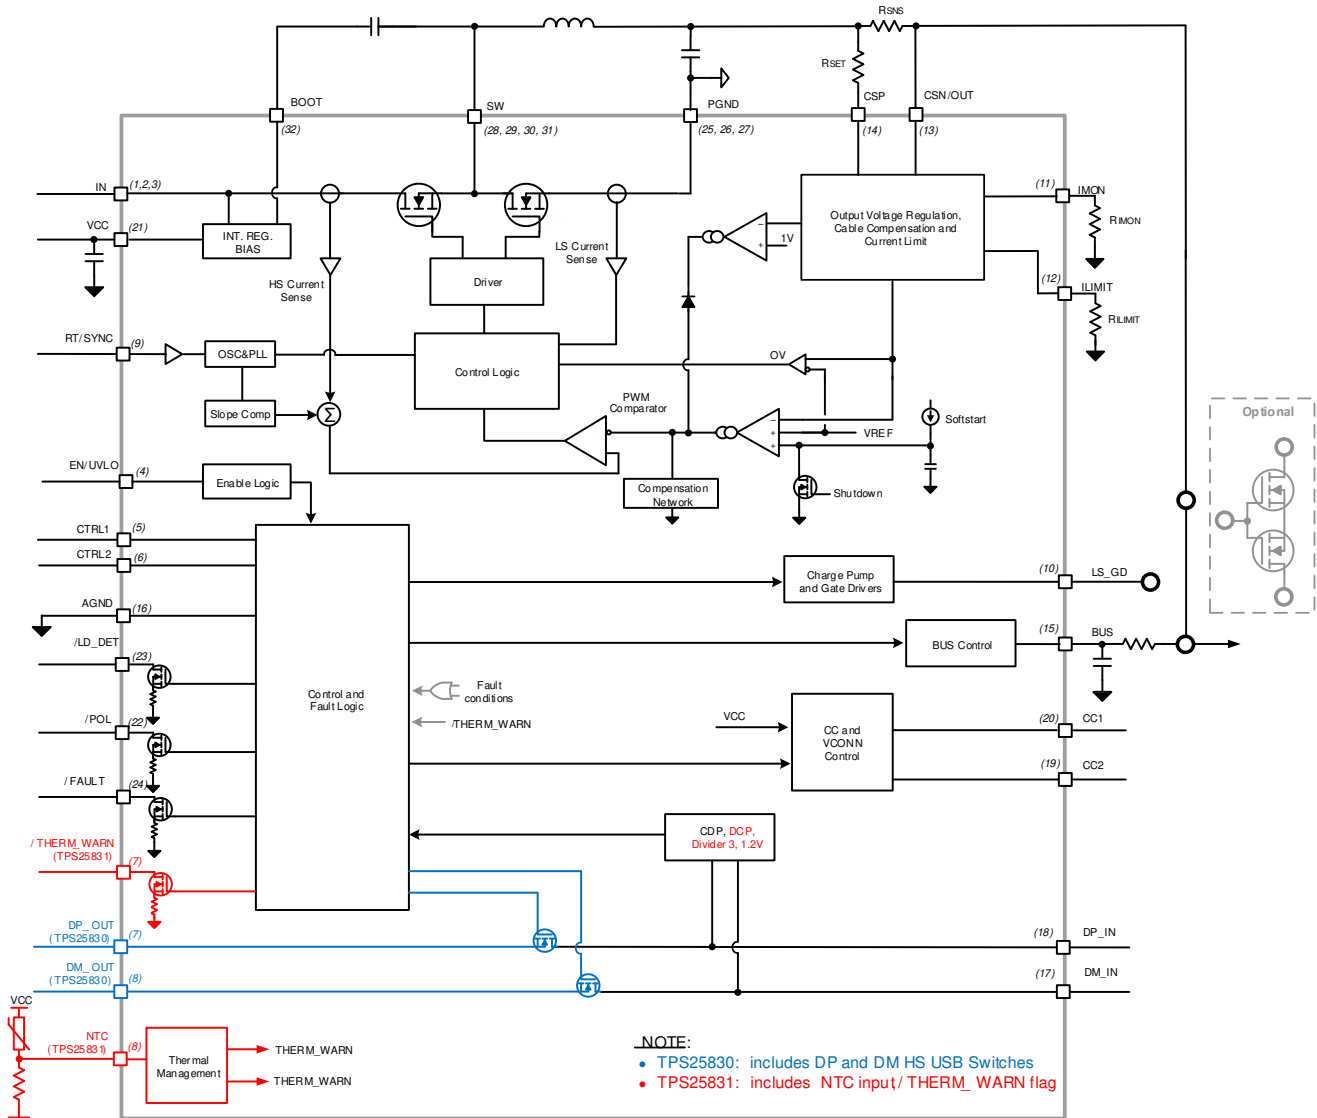 RSNS
RSET
BOOT
SW
PGND
CSP
CSN/OUT
(32)
(28, 29, 30, 31)
(25, 26, 27)
(14)
(13)
IN
(1,2,3)
(11)
IMON
RIMON
VCC
(21)
INT. REG.
BIAS
Output Voltage Regulation,
Cable Compensation and
Current Limit
1V
LS Current
Sense
HS Current
Sense
Driver
(12)
ILIMIT
RILIMIT
RT/SYNC
(9)
OSC&PLL
Control Logic
OV
Slope Comp
Σ
PWM
Comparator
VREF
Softstart
Optional
EN/UVLO
(4)
Enable Logic
Compensation
Network
Shutdown
CTRL1
(5)
CTRL2
(6)
Charge Pump
and Gate Drivers
(10)
LS_GD
AGND
(16)
/LD_DET
(23)
BUS Control
(15)
BUS
Control and
Fault Logic
Fault
conditions
/THERM_WARN
/POL
(22)
VCC
CC and
VCONN
Control
(20)
CC1
(19)
CC2
/FAULT
(24)
CDP, DCP,
Divider 3, 1.2V
/ THERM_WARN
(TPS25831)
(7)
DP_OUT
(TPS25830)
(7)
(18)
DP_IN
DM_OUT
(TPS25830)
(8)
(17)
DM_IN
VCC
NTC
(TPS25831)
(8)
Thermal
Management
THERM_WARN
THERM_WARN
NOTE:
• TPS25830: includes DP and DM HS USB Switches
• TPS25831: includes NTC input / THERM_WARN flag